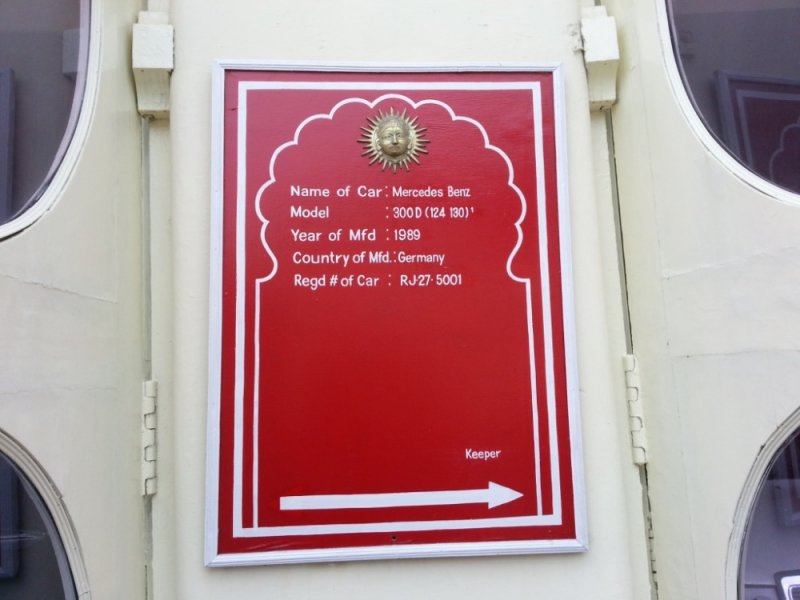 Name of Car : Mercedes Benz
Model : 300D (124 130)'
Year of Mfd : 1989
Country of Mfd. : Germany
Regd # of Car : RJ·27·5001
Keeper